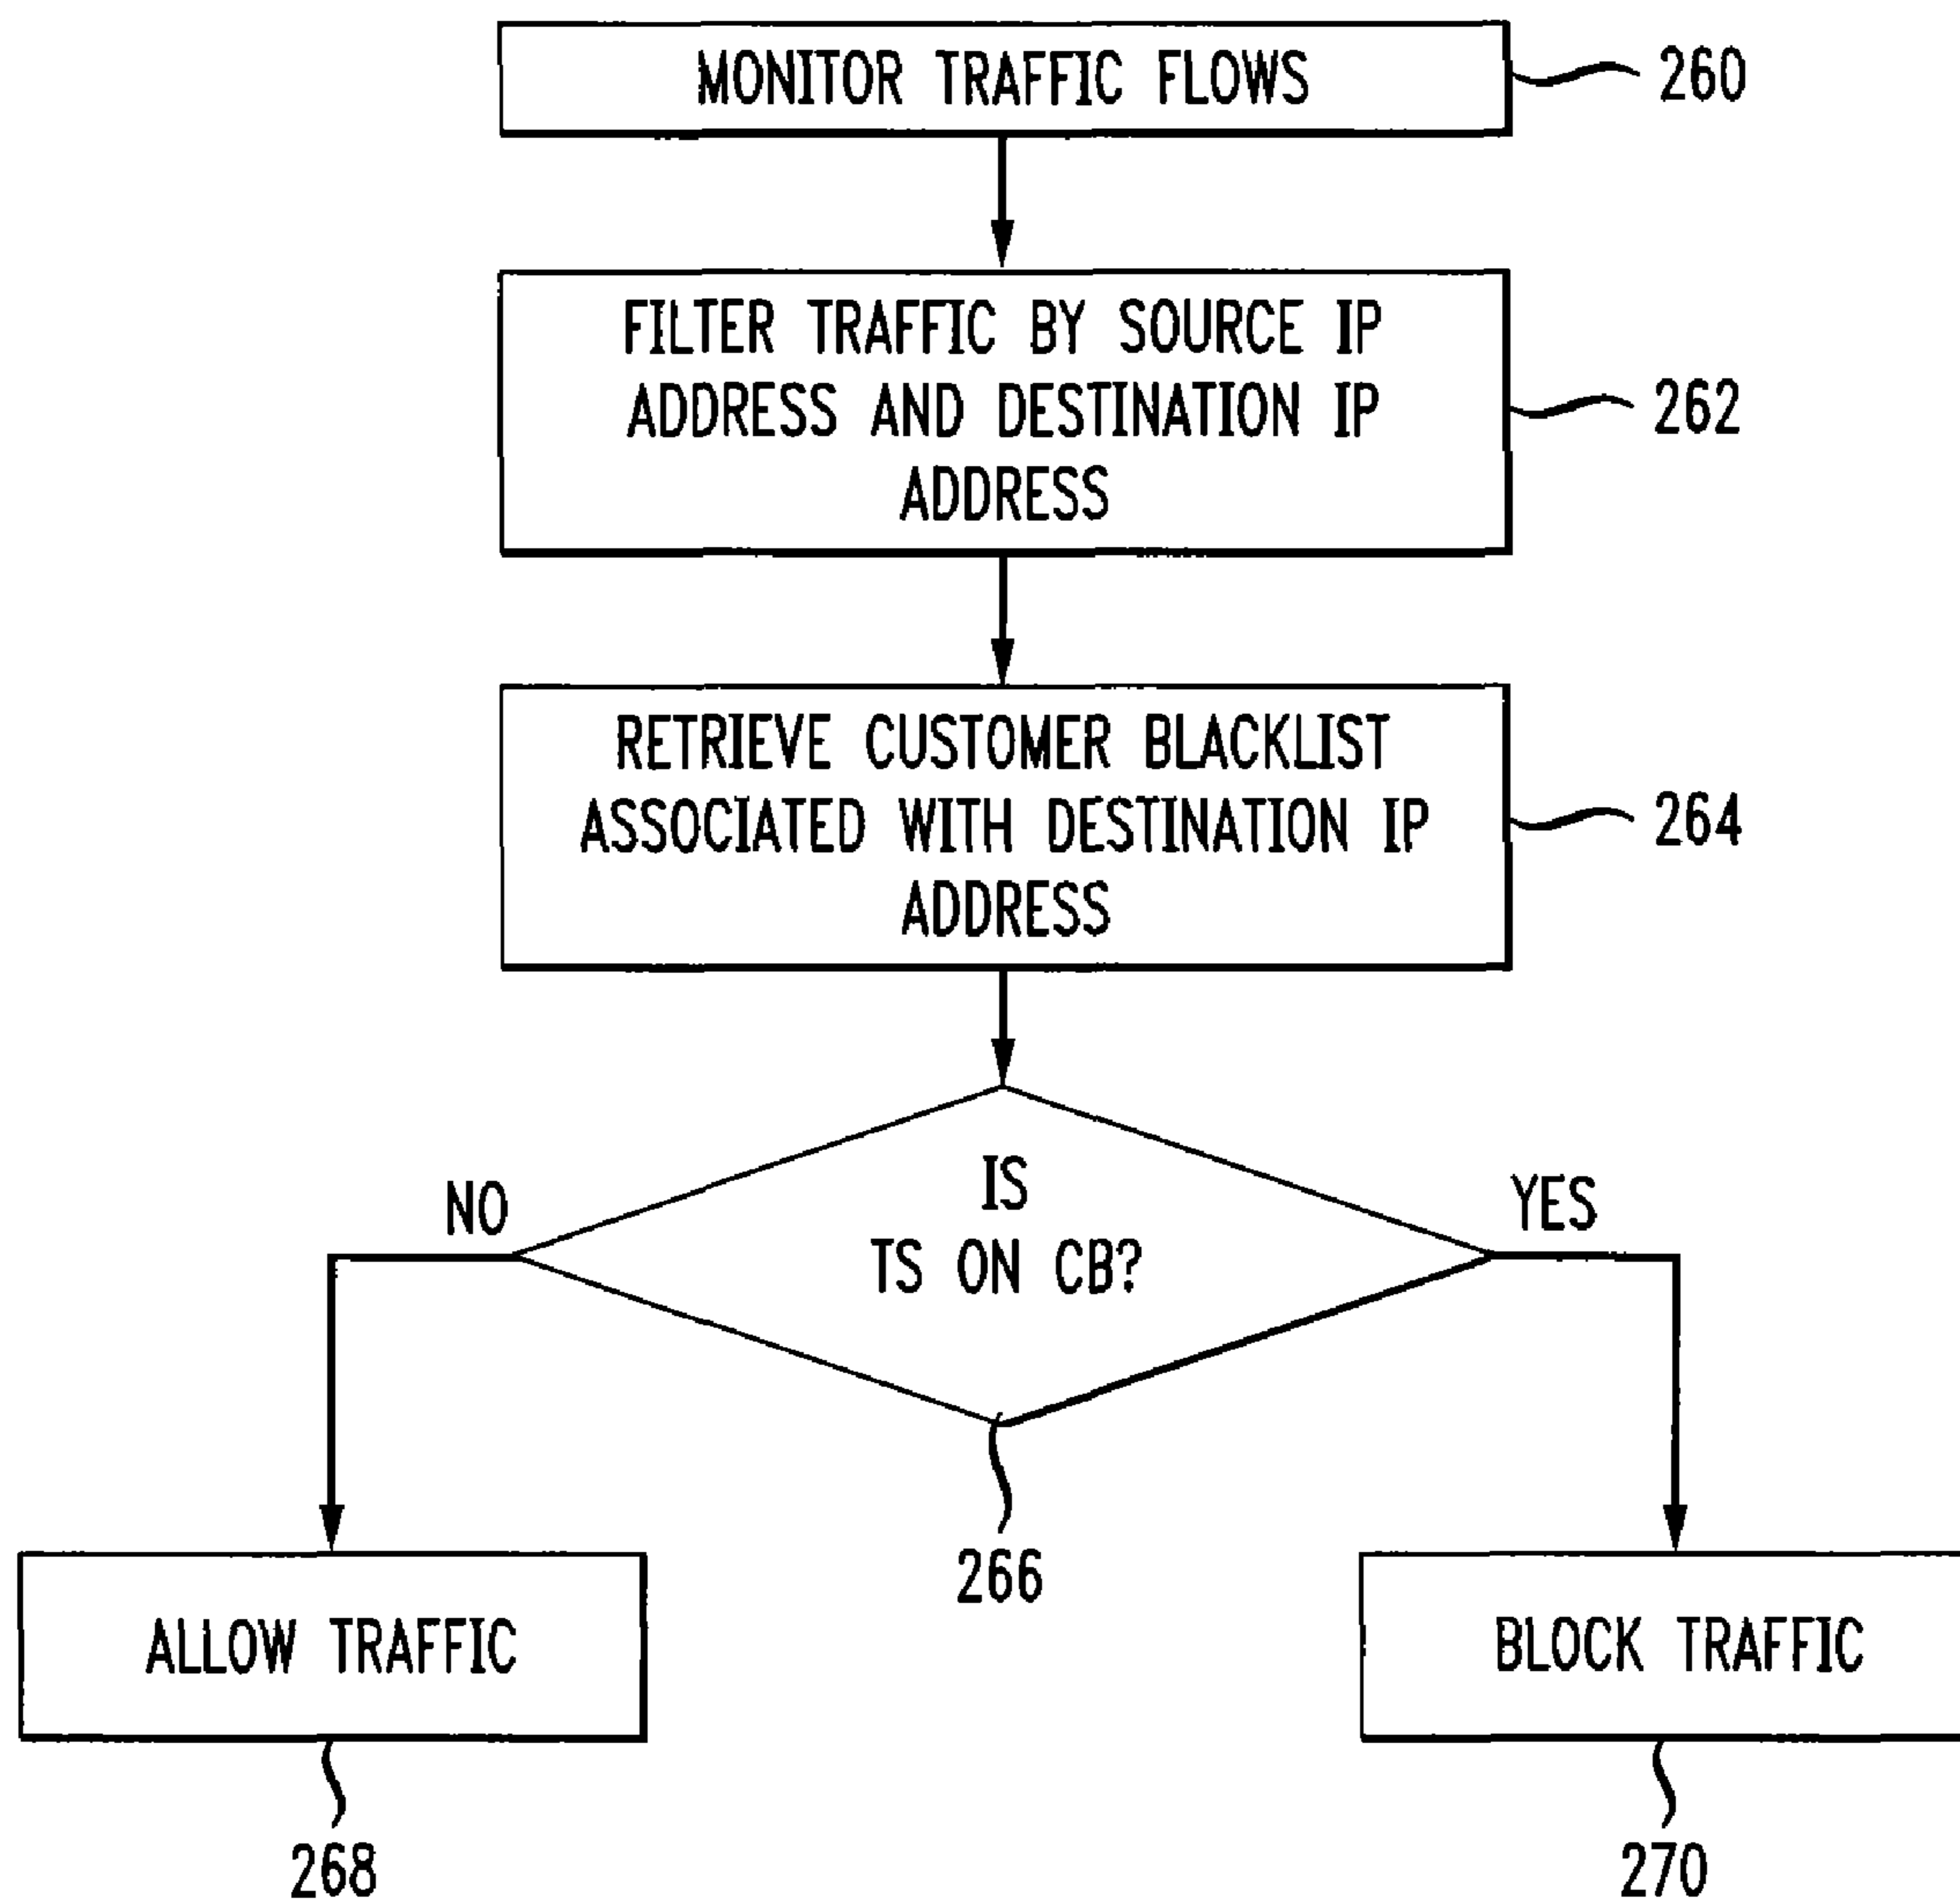 MONITOR TRAFFIC FLOWS
260
FILTER TRAFFIC BY SOURCE IP
ADDRESS AND DESTINATION IP
ADDRESS
262
RETRIEVE CUSTOMER BLACKLIST
ASSOCIATED WITH DESTINATION IP
ADDRESS
264
IS
TS ON CB?
NO
YES
266
ALLOW TRAFFIC
BLOCK TRAFFIC
268
270